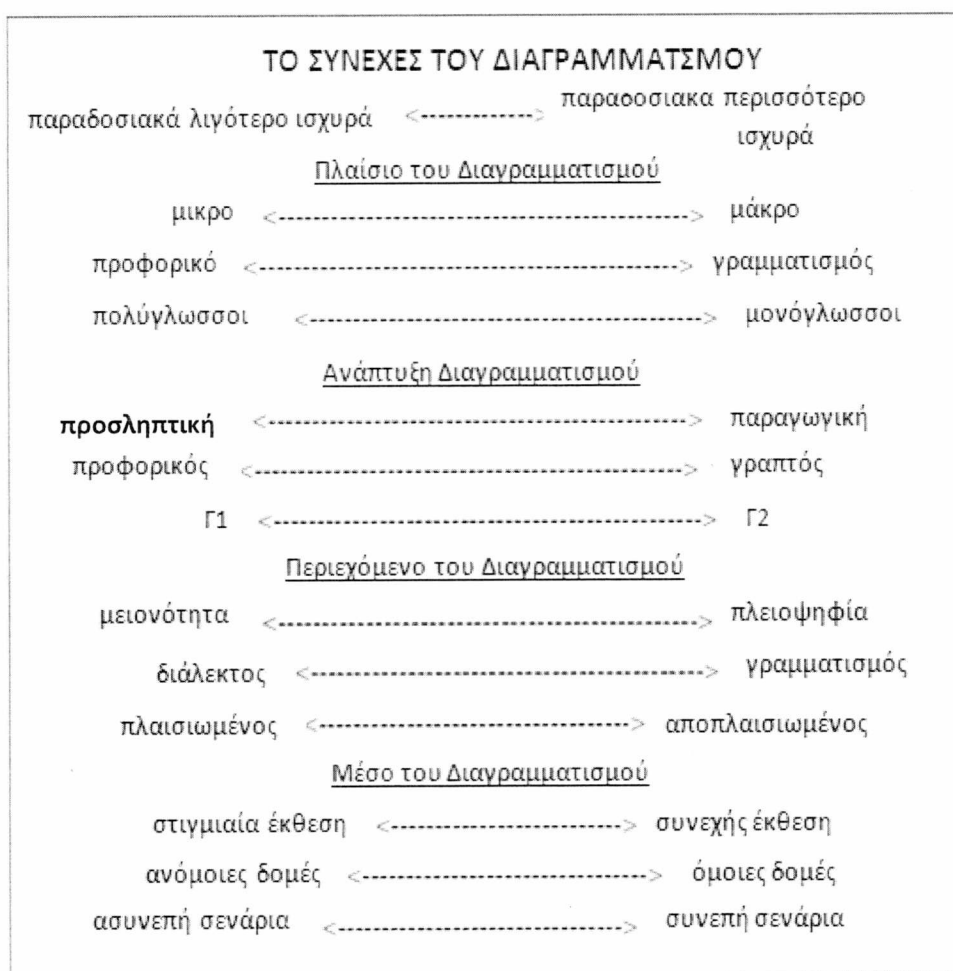 ΤΟ ΣΥΝΕΧΕΣ ΤΟΥ ΔΙΑΓΡΑΜΜΑΤΣΜΟΥ
παραδοσιακά λιγότερο ισχυρά <-------------> παραοοσιακα περισσότερο
ισχυρά
Πλαίσιο του Διαγραμματισμού
μικρο <-------------> μάκρο
προφορικό <-------------> γραμματισμός
πολύγλωσσοι <-------------> μονόγλωσσοι
Ανάπτυξη Διαγραμματισμού
προσληπτική <-------------> παραγωγική
προφορικός <-------------> γραπτός
Γ1 <-------------> Γ2
Περιεχόμενο του Διαγραμματισμού
μειονότητα <-------------> πλειοψηφία
διάλεκτος <-------------> γραμματισμός
πλαισιωμένος <-------------> αποπλαισιωμένος
Μέσο του Διαγραμματισμού
στιγμιαία έκθεση <-------------> συνεχής έκθεση
ανόμοιες δομές <-------------> όμοιες δομές
ασυνεπή σενάρια <-------------> συνεπή σενάρια